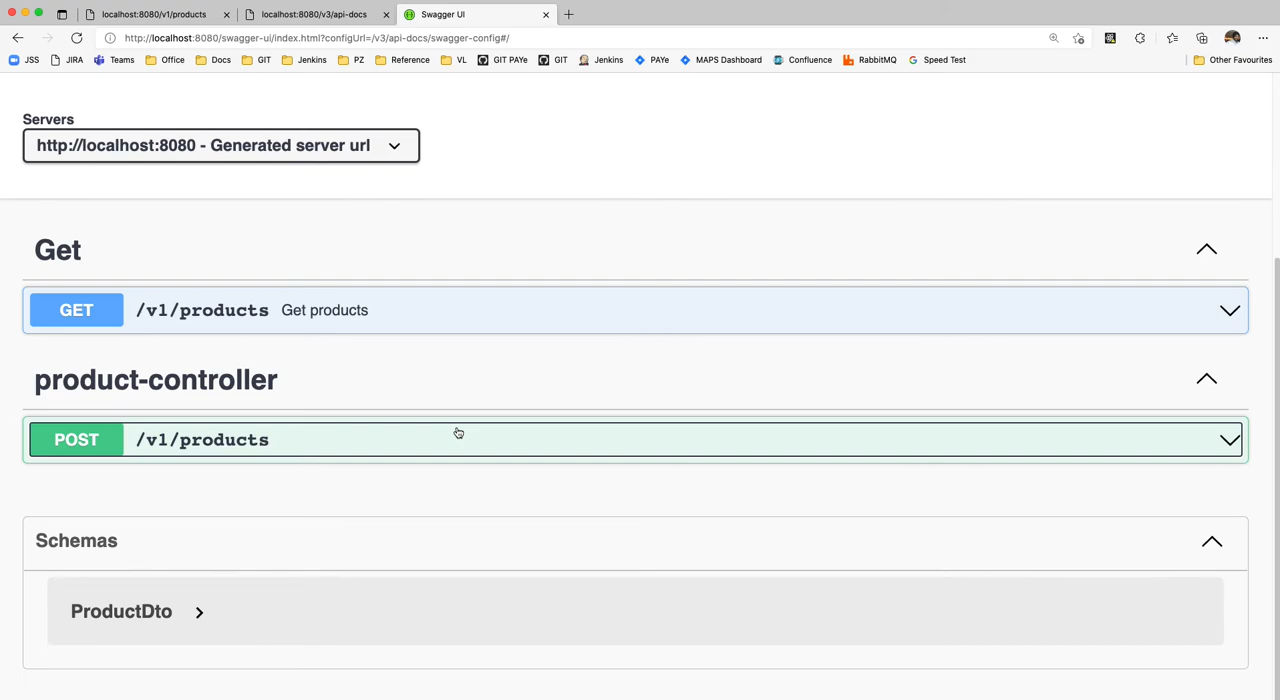 localhost:8080/v1/products
localhost:8080/v3/api-docs
Swagger UI
http://localhost:8080/swagger-ui/index.html?configUrl=/v3/api-docs/swagger-config#/
JSS JIRA Teams Office Docs GIT Jenkins PZ Reference VL GIT PAYe GIT Jenkins PAYe MAPS Dashboard Confluence RabbitMQ Speed Test Other Favourites
Servers
http://localhost:8080 - Generated server url
Get
GET /v1/products Get products
product-controller
POST /v1/products
Schemas
ProductDto